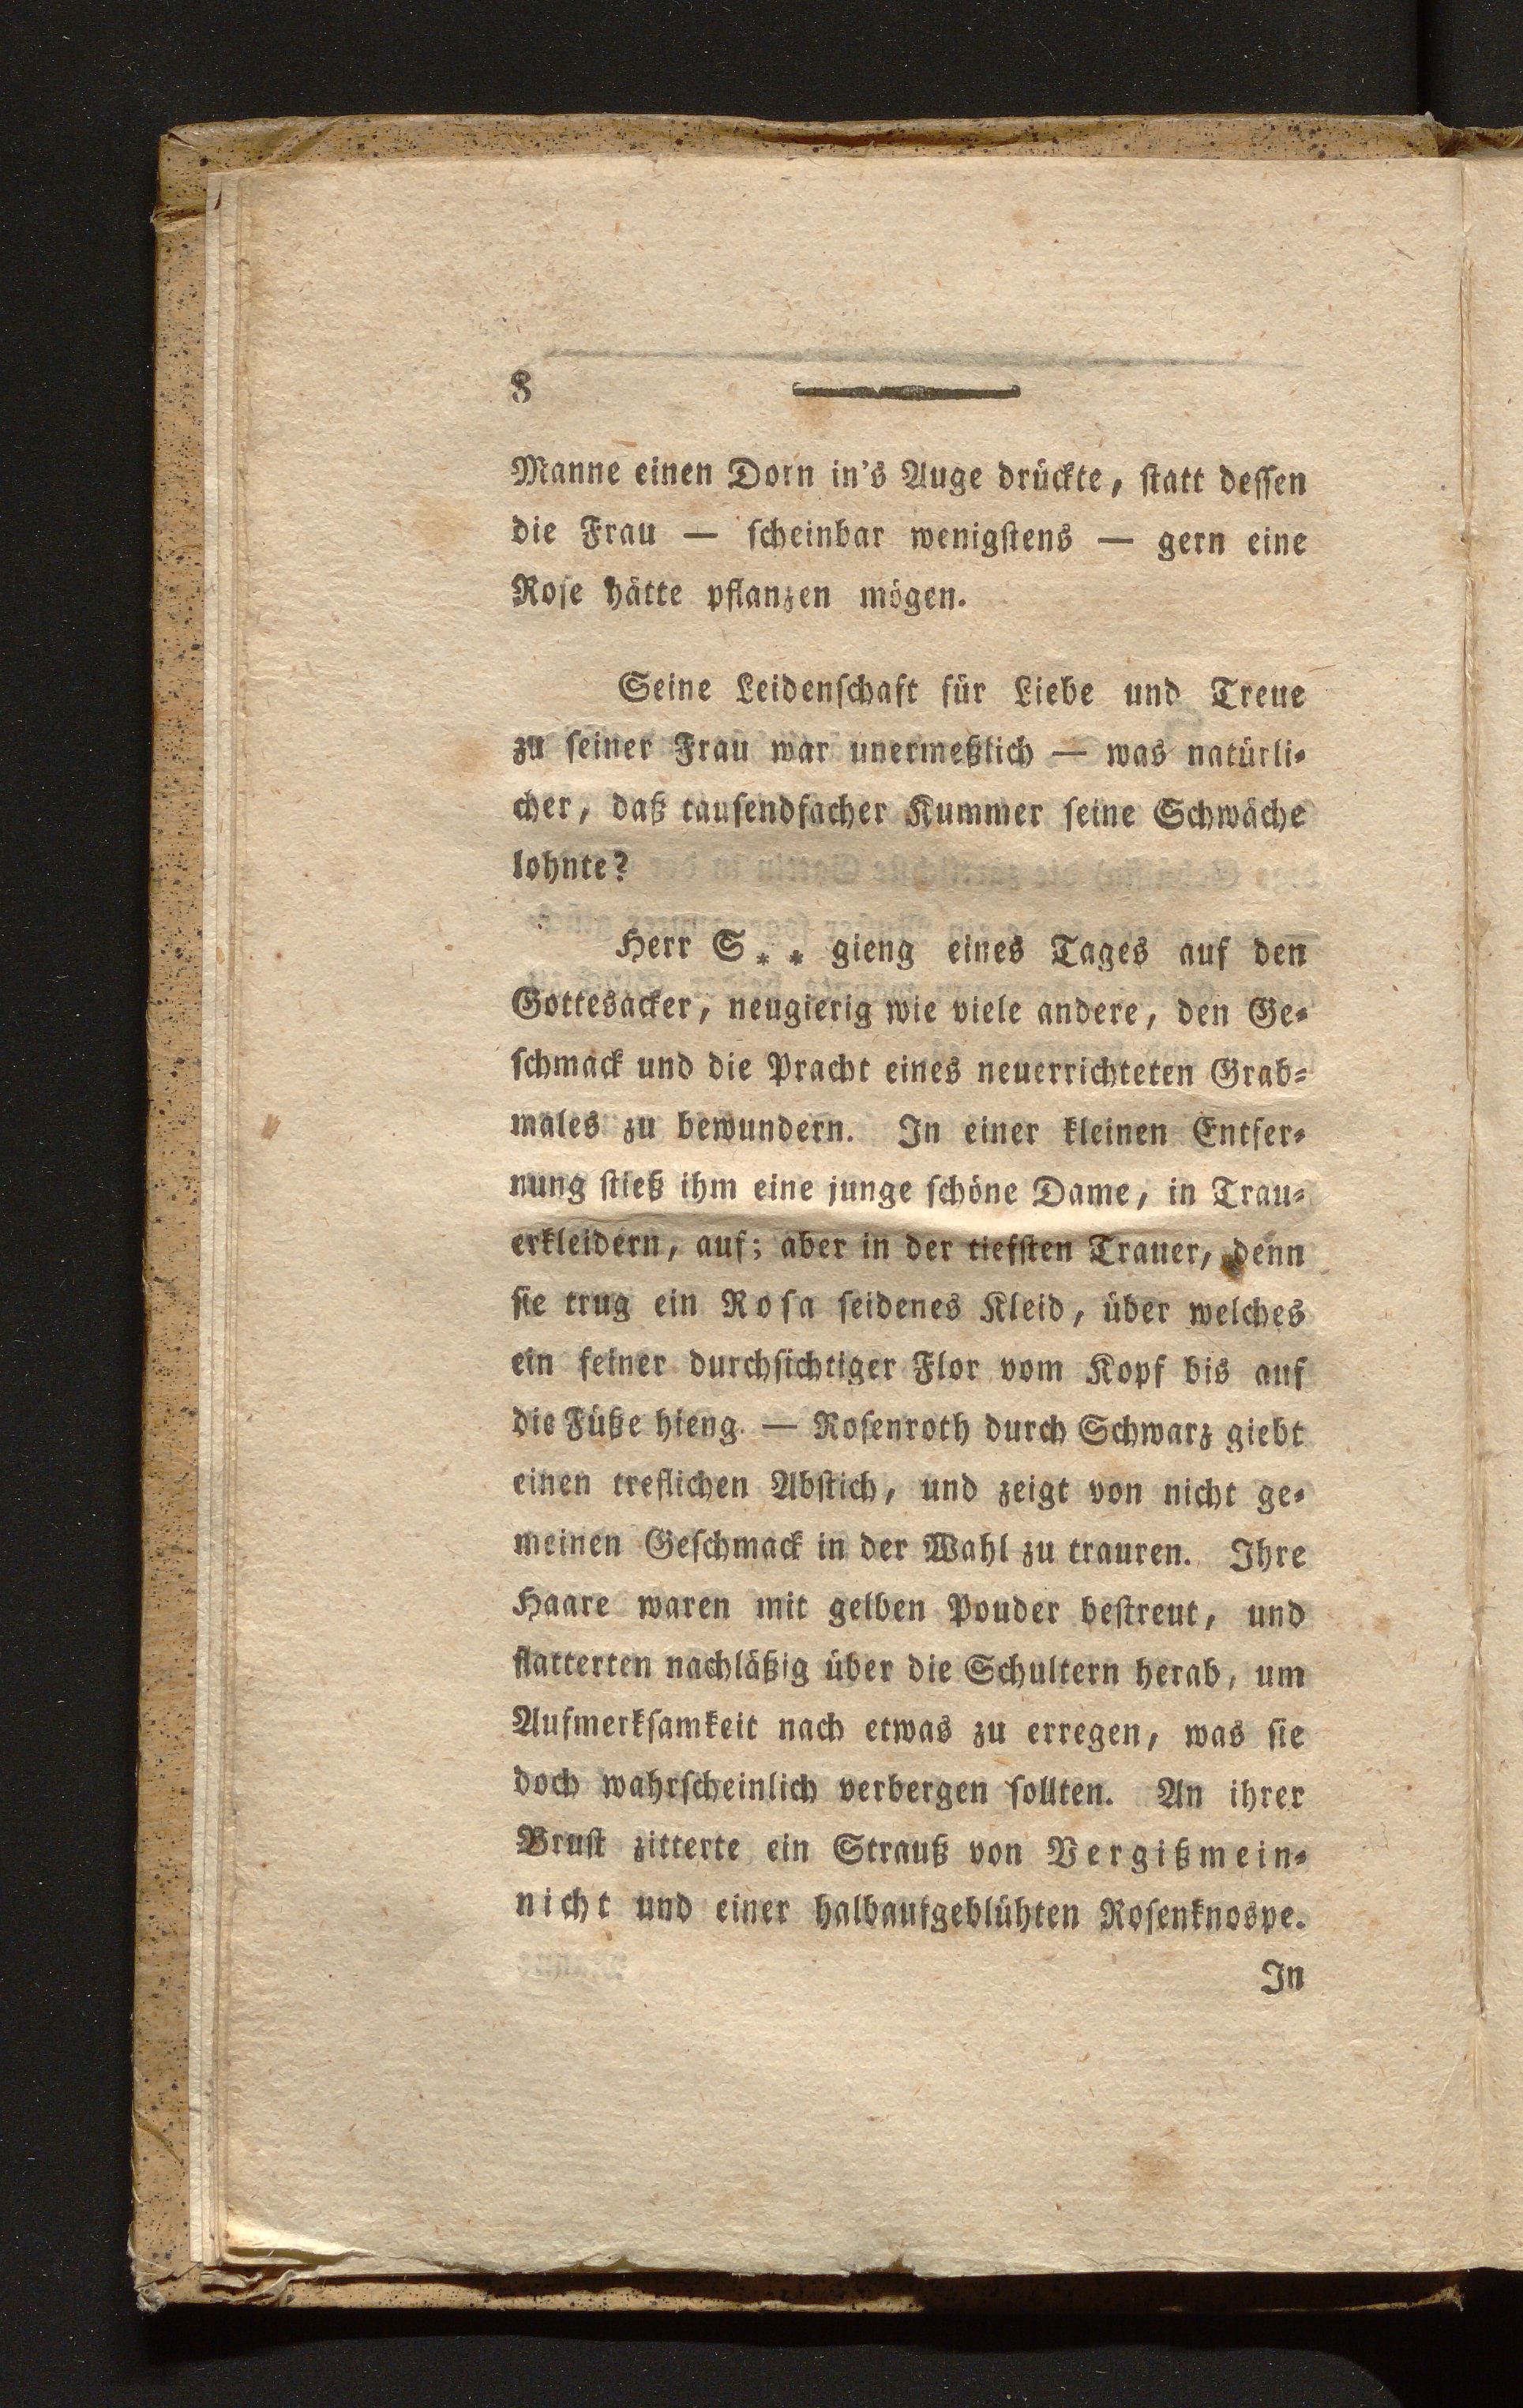 8
Manne einen Dorn in's Auge drückte, ſtatt deſſen
die Frau — ſcheinbar wenigſtens — gern eine
Roſe hätte pflanzen mögen.
Seine Leidenſchaft für Liebe und Treue
zu ſeiner Frau war unermeßlich — was natürli-
cher, daß tauſendfacher Kummer ſeine Schwäche
lohnte?
Herr S** gieng eines Tages auf den
Gottesacker, neugierig wie viele andere, den Ge-
ſchmack und die Pracht eines neuerrichteten Grab-
males zu bewundern. In einer kleinen Entfer-
nung ſtieß ihm eine junge ſchöne Dame, in Trau-
erkleidern, auf; aber in der tiefſten Trauer, denn
ſie trug ein Roſa ſeidenes Kleid, über welches
ein feiner durchſichtiger Flor vom Kopf bis auf
die Füße hieng. — Roſenroth durch Schwarz giebt
einen treflichen Abſtich, und zeigt von nicht ge-
meinen Geſchmack in der Wahl zu trauren. Ihre
Haare waren mit gelben Pouder beſtreut, und
flatterten nachläßig über die Schultern herab, um
Aufmerkſamkeit nach etwas zu erregen, was ſie
doch wahrſcheinlich verbergen ſollten. An ihrer
Bruſt zitterte ein Strauß von Vergißmein-
nicht und einer halbaufgeblühten Roſenknospe.
In